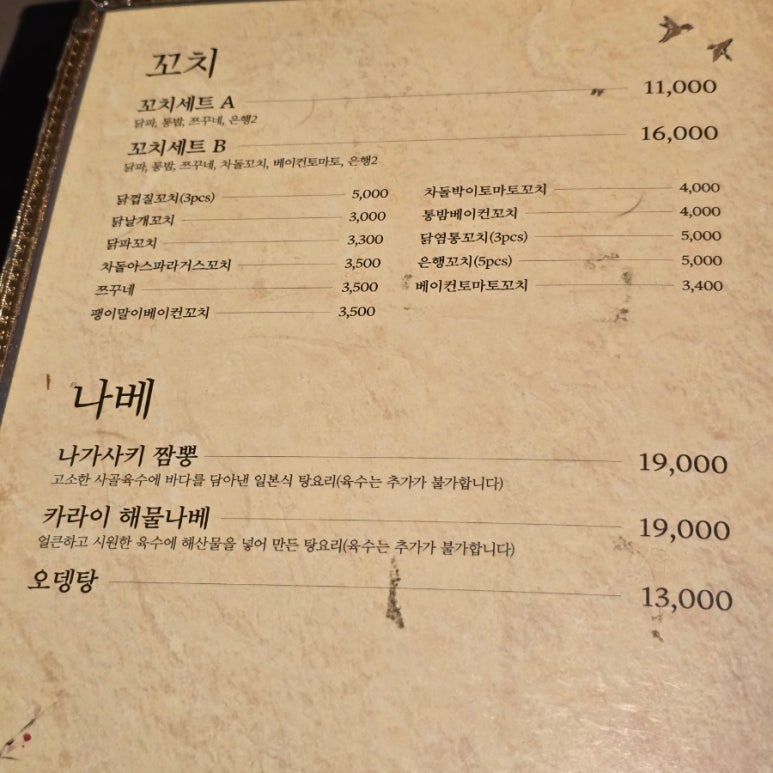 꼬치
꼬치세트 A 11,000
닭파, 통밤, 쯔꾸네, 은행2
꼬치세트 B 16,000
닭파, 통밤, 쯔꾸네, 차돌꼬치, 베이컨토마토, 은행2
닭껍질꼬치(3pcs) 5,000
닭날개꼬치 3,000
닭파꼬치 3,300
차돌아스파라거스꼬치 3,500
쯔꾸네 3,500
팽이말이베이컨꼬치 3,500
차돌박이토마토꼬치 4,000
통밤베이컨꼬치 4,000
닭염통꼬치(3pcs) 5,000
은행꼬치(5pcs) 5,000
베이컨토마토꼬치 3,400
나베
나가사키 짬뽕 19,000
고소한 사골육수에 바다를 담아낸 일본식 탕요리(육수는 추가가 불가합니다)
카라이 해물나베 19,000
얼큰하고 시원한 육수에 해산물을 넣어 만든 탕요리(육수는 추가가 불가합니다)
오뎅탕 13,000